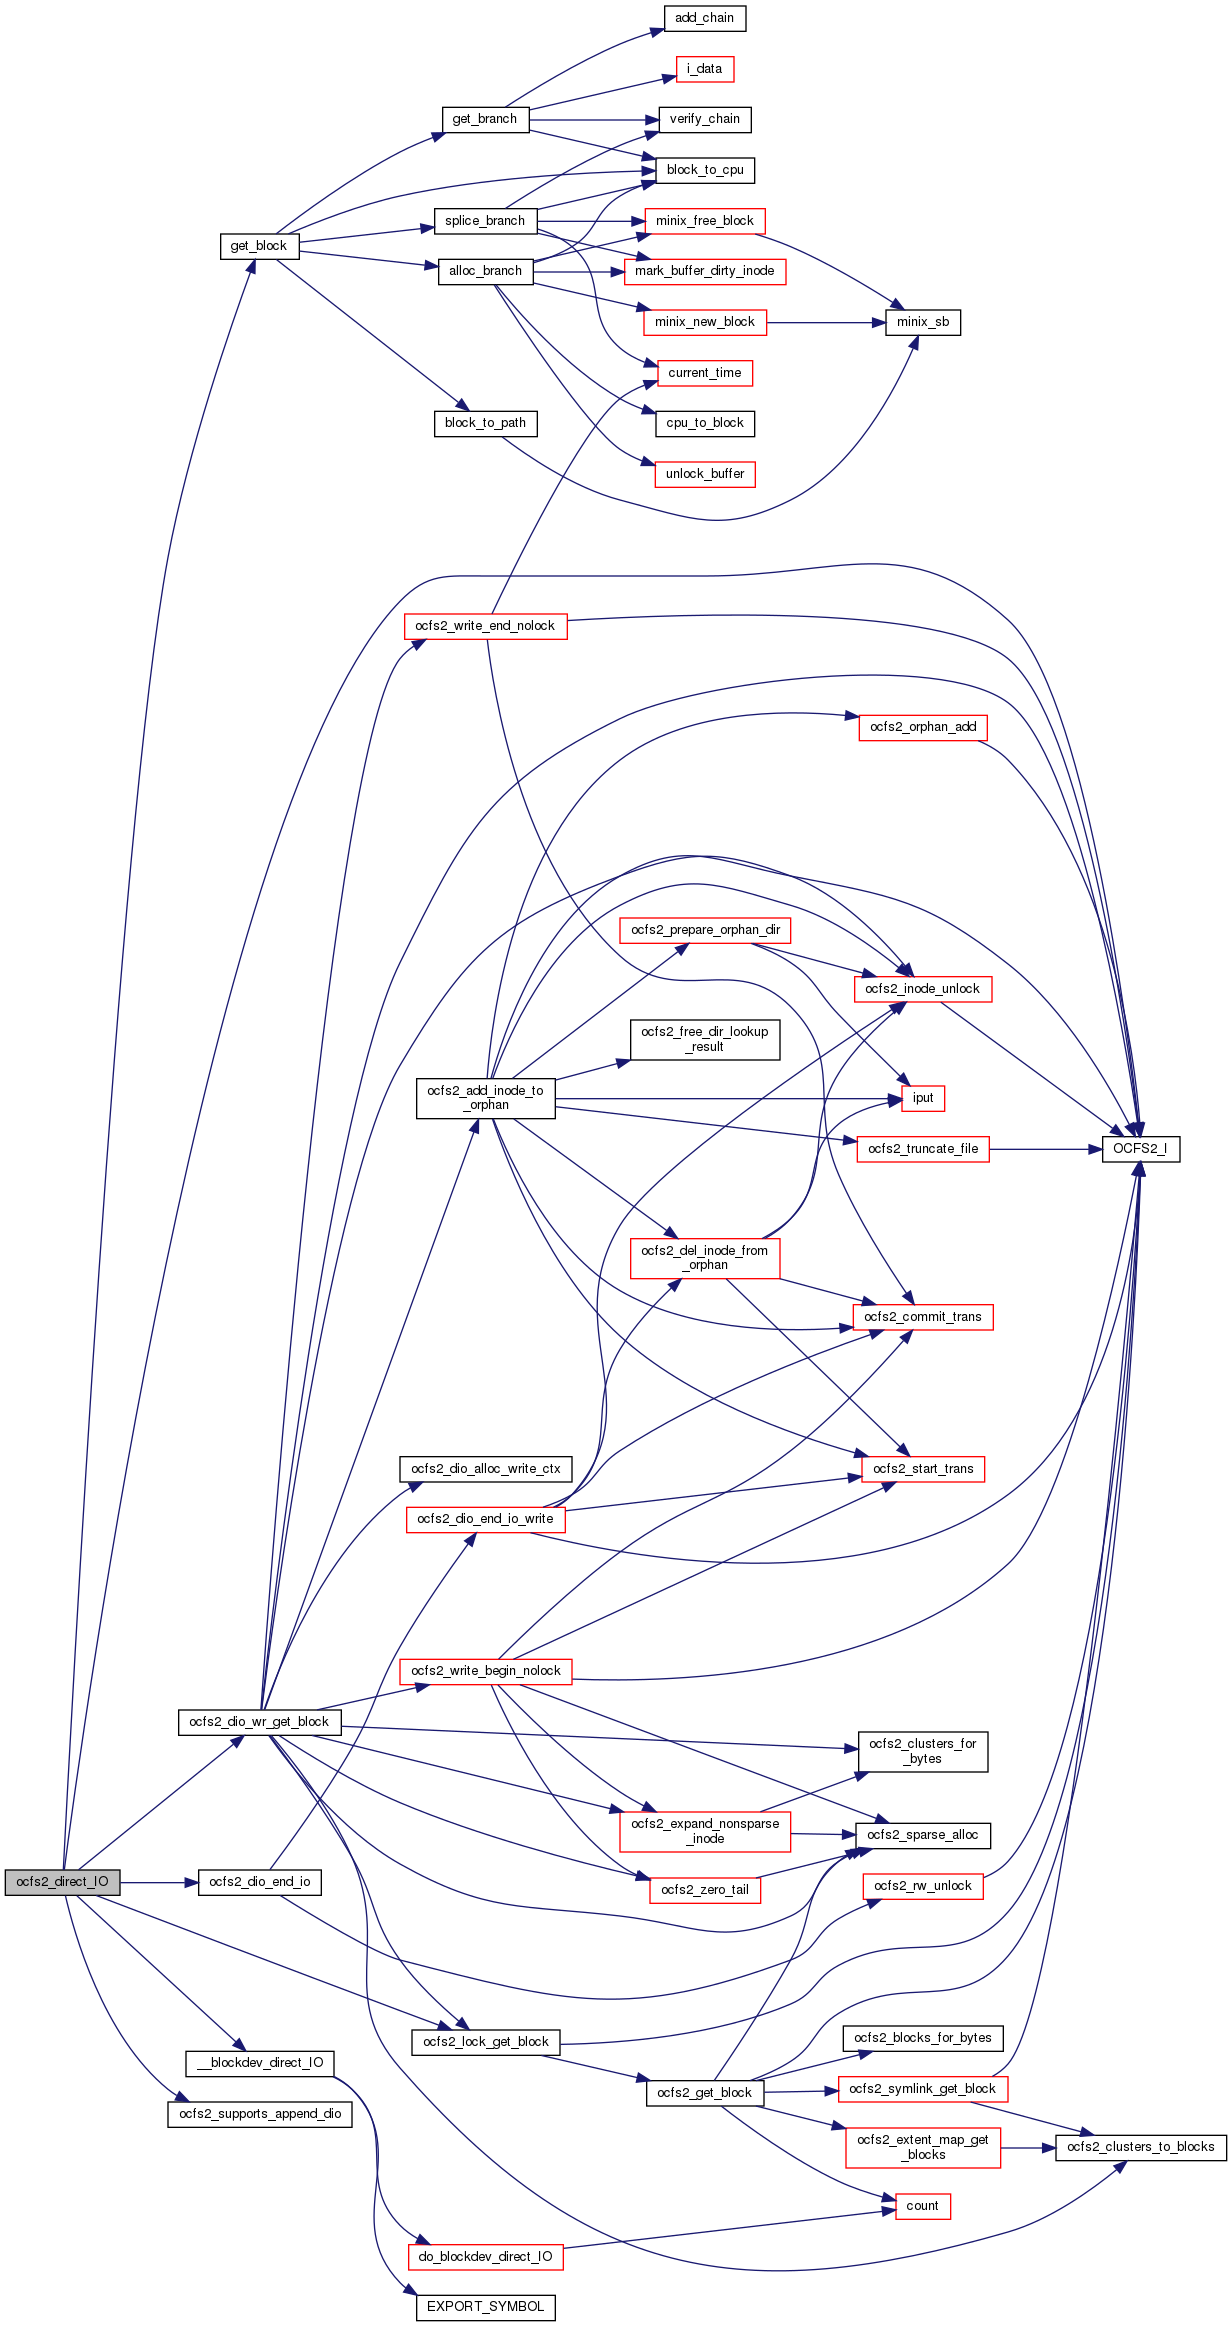 add_chain
i_data
get_branch
verify_chain
block_to_cpu
splice_branch
minix_free_block
get_block
alloc_branch
mark_buffer_dirty_inode
minix_new_block
minix_sb
current_time
block_to_path
cpu_to_block
unlock_buffer
ocfs2_write_end_nolock
ocfs2_orphan_add
ocfs2_prepare_orphan_dir
ocfs2_inode_unlock
ocfs2_free_dir_lookup
_result
ocfs2_add_inode_to
_orphan
iput
ocfs2_truncate_file
OCFS2_I
ocfs2_del_inode_from
_orphan
ocfs2_commit_trans
ocfs2_dio_alloc_write_ctx
ocfs2_start_trans
ocfs2_dio_end_io_write
ocfs2_write_begin_nolock
ocfs2_dio_wr_get_block
ocfs2_clusters_for
_bytes
ocfs2_expand_nonsparse
_inode
ocfs2_sparse_alloc
ocfs2_direct_IO
ocfs2_dio_end_io
ocfs2_zero_tail
ocfs2_rw_unlock
ocfs2_lock_get_block
ocfs2_blocks_for_bytes
__blockdev_direct_IO
ocfs2_get_block
ocfs2_symlink_get_block
ocfs2_supports_append_dio
ocfs2_extent_map_get
_blocks
ocfs2_clusters_to_blocks
count
do_blockdev_direct_IO
EXPORT_SYMBOL